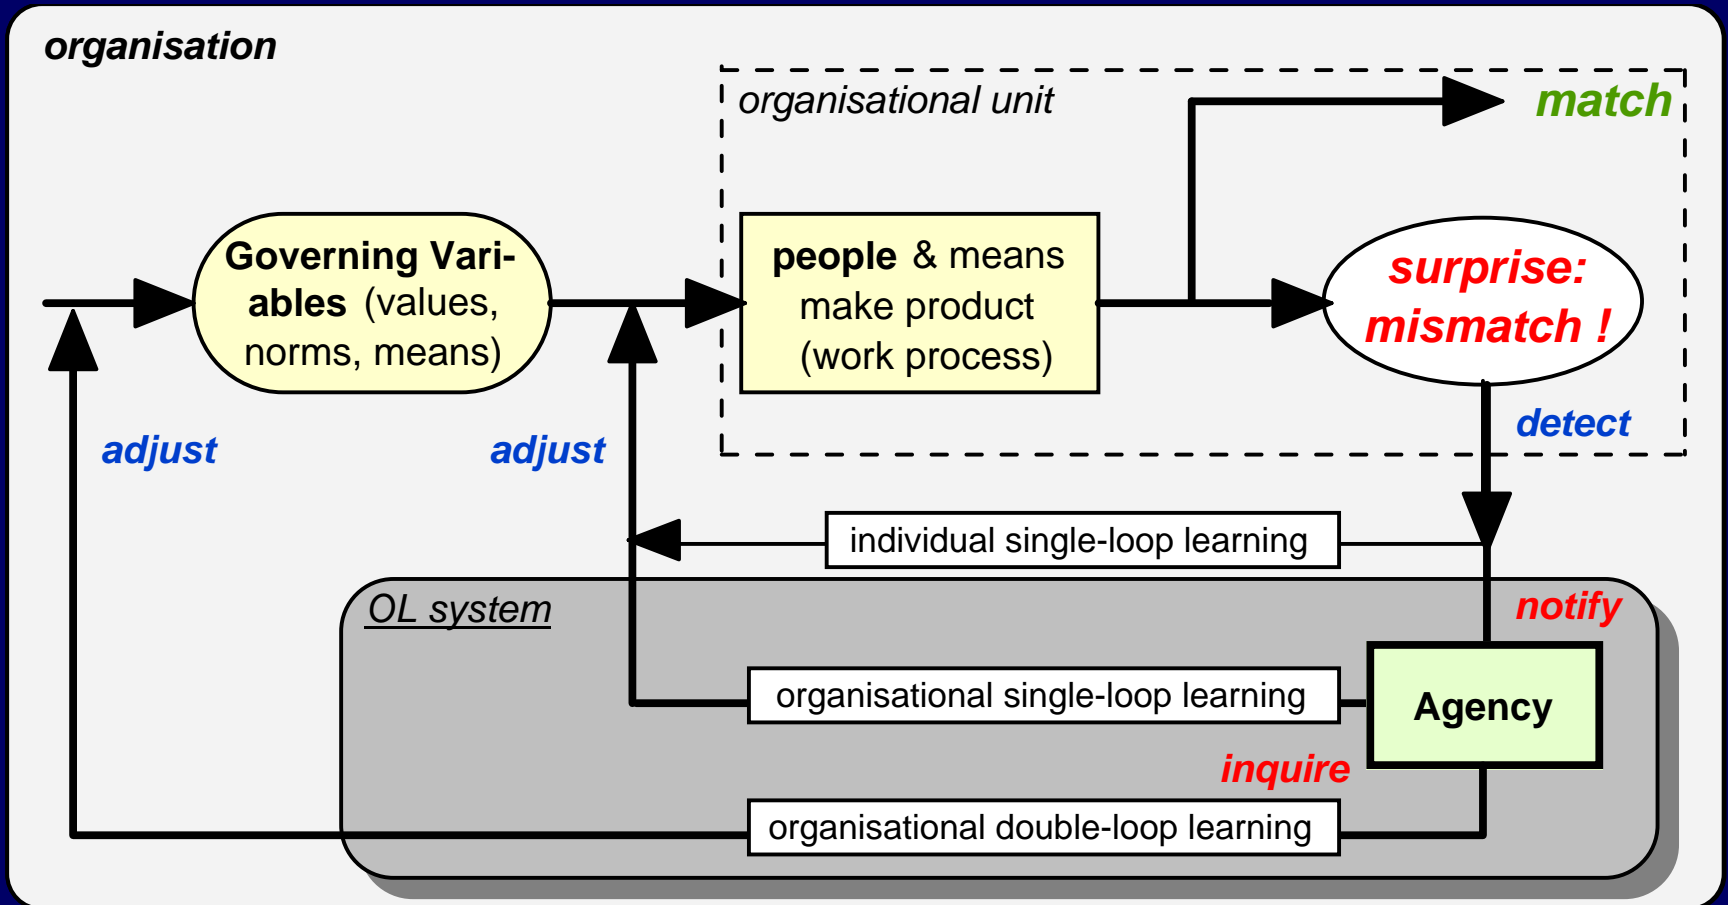 organisation
organisational unit
match
Governing Vari-
ables (values,
norms, means)
people & means
make product
(work process)
surprise:
mismatch !
adjust
adjust
detect
individual single-loop learning
OL system
notify
organisational single-loop learning
Agency
inquire
organisational double-loop learning